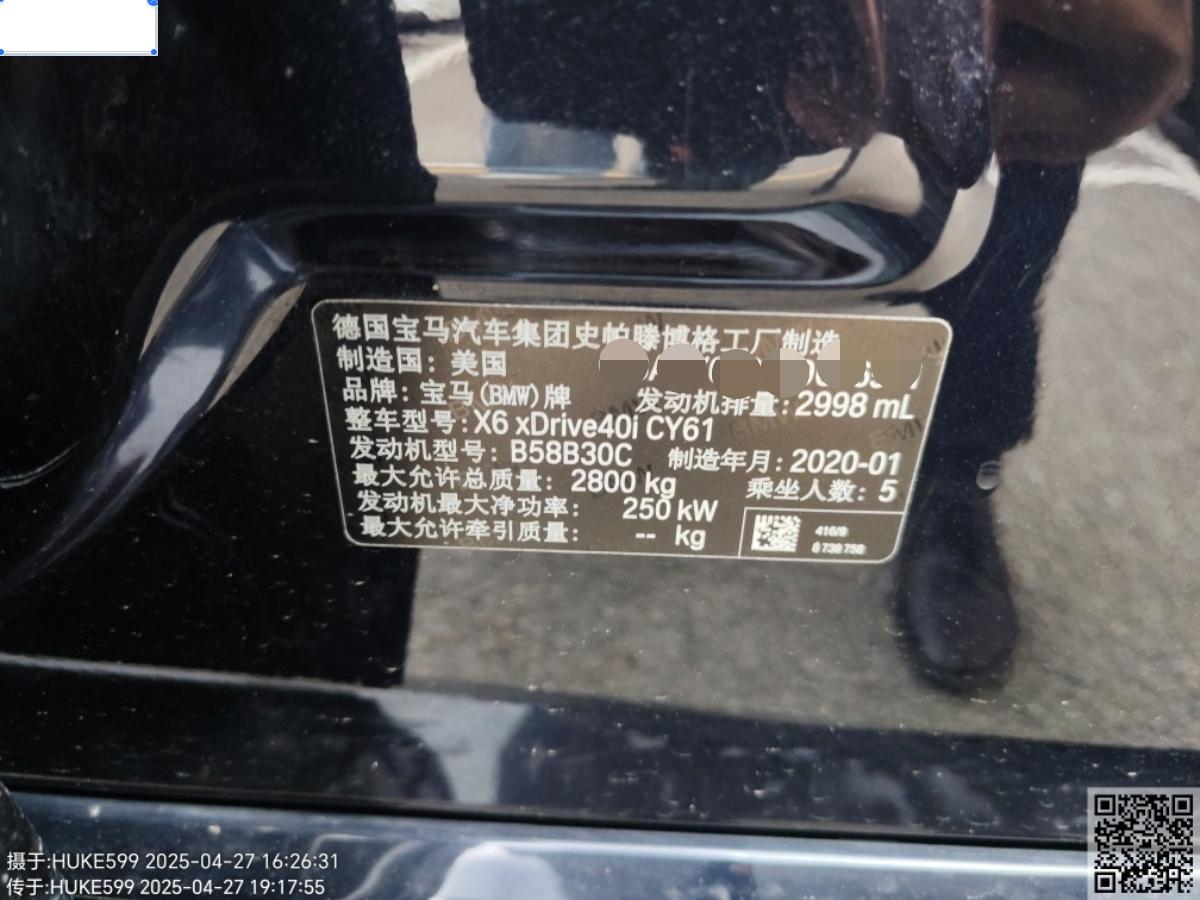 德国宝马汽车集团史帕滕博格工厂制造
制造国：美国
品牌：宝马(BMW)牌 发动机排量：2998 mL
整车型号：X6 xDrive40i CY61
发动机型号：B58B30C 制造年月：2020-01
最大允许总质量：2800 kg 乘坐人数：5
发动机最大净功率：250 kW
最大允许牵引质量：-- kg
416/9
8 738 758
摄于:HUKE599 2025-04-27 16:26:31
传于:HUKE599 2025-04-27 19:17:55